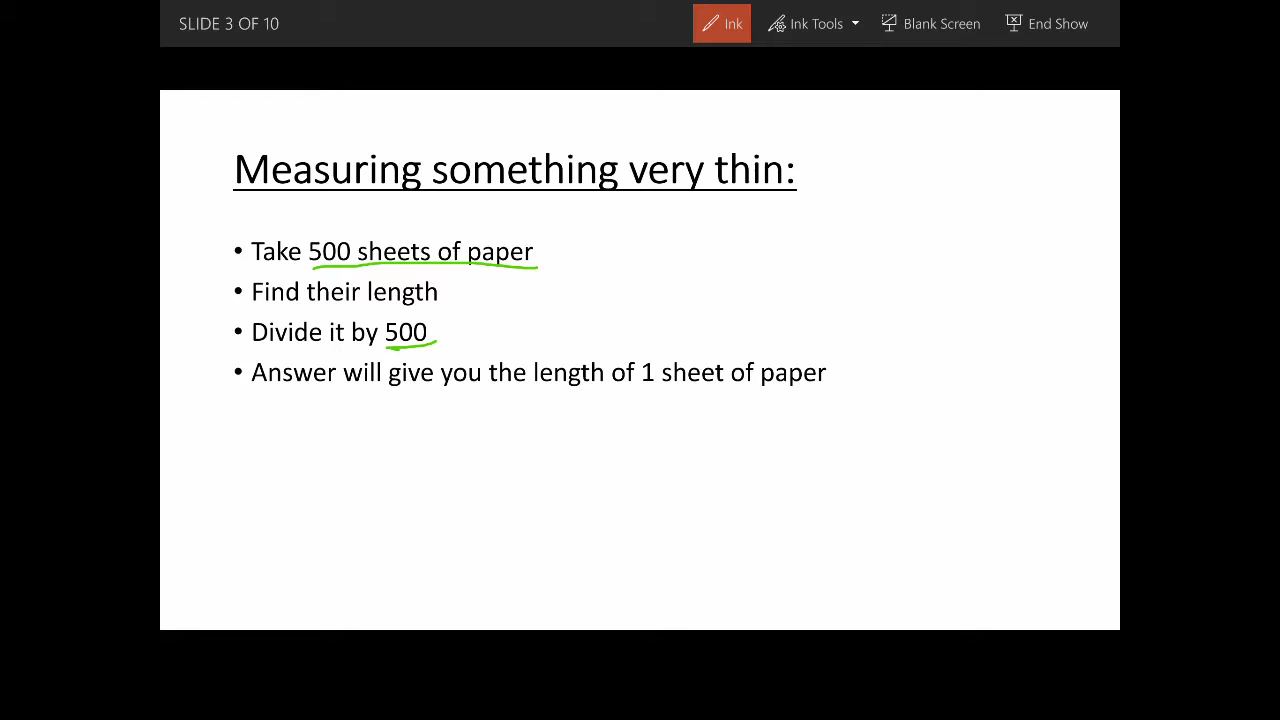 SLIDE 3 OF 10
Ink
Ink Tools
Blank Screen
End Show
Measuring something very thin:
• Take 500 sheets of paper
• Find their length
• Divide it by 500
• Answer will give you the length of 1 sheet of paper